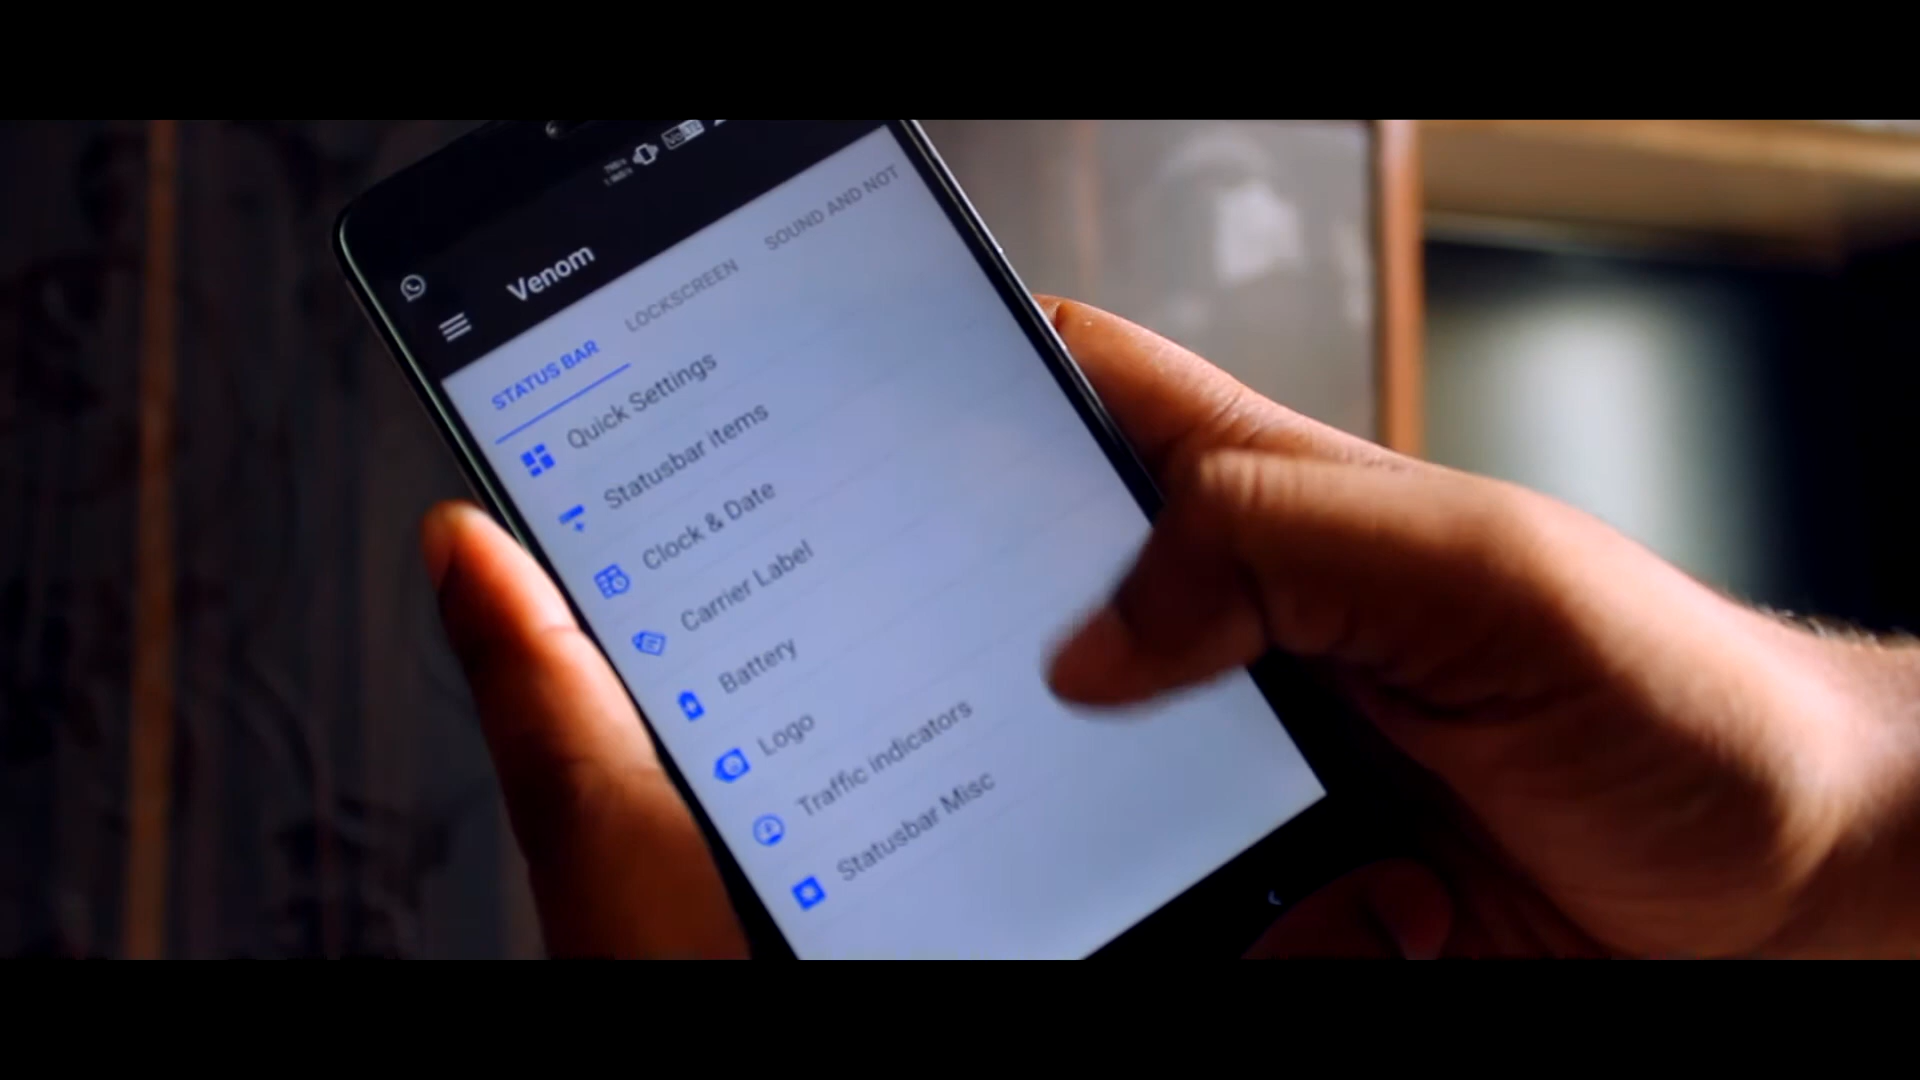 VoLTE
Venom
STATUS BAR
LOCKSCREEN
SOUND AND NOT
Quick Settings
Statusbar items
Clock & Date
Carrier Label
Battery
Logo
Traffic indicators
Statusbar Misc